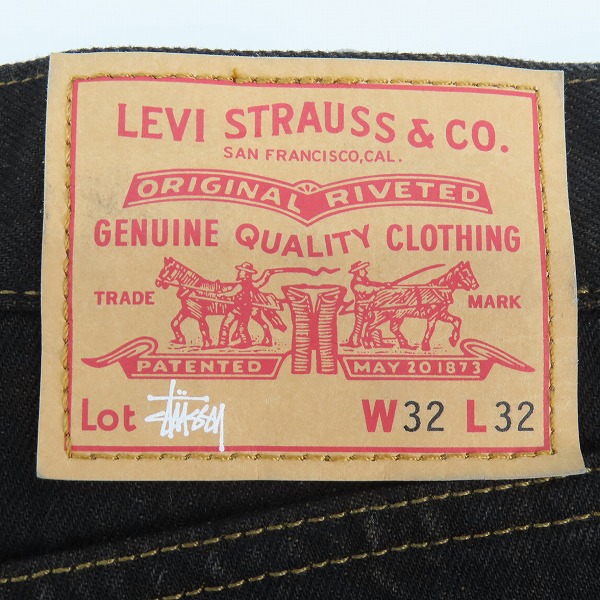 LEVI STRAUSS & CO.
SAN FRANCISCO, CAL.
ORIGINAL RIVETED
GENUINE QUALITY CLOTHING
TRADE MARK
PATENTED MAY 20 1873
Lot Stüssy W32 L32